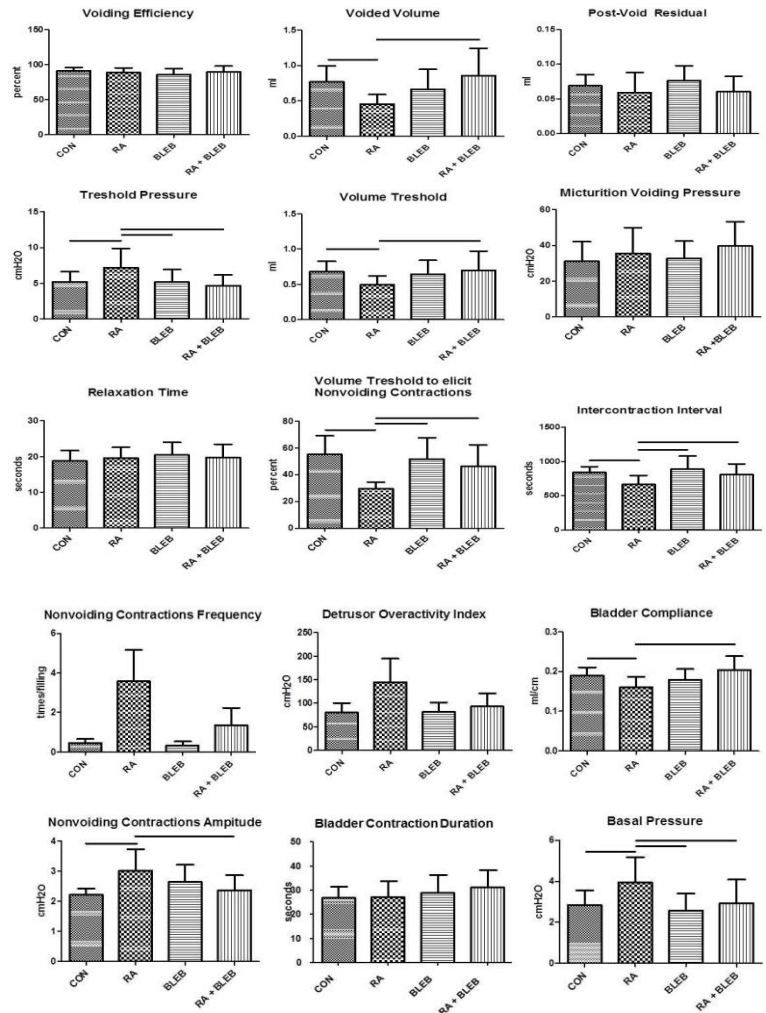 Voiding Efficiency
percent
150
100
50
0
CON RA BLEB RA + BLEB
Voided Volume
ml
1.5
1.0
0.5
0.0
CON RA BLEB RA + BLEB
Post-Void Residual
ml
0.15
0.10
0.05
0.00
CON RA BLEB RA + BLEB
Treshold Pressure
cmH2O
15
10
5
0
CON RA BLEB RA + BLEB
Volume Treshold
ml
1.5
1.0
0.5
0.0
CON RA BLEB RA + BLEB
Micturition Voiding Pressure
cmH2O
60
40
20
0
CON RA BLEB RA +BLEB
Relaxation Time
seconds
40
30
20
10
0
CON RA BLEB RA + BLEB
Volume Treshold to elicit
Nonvoiding Contractions
percent
80
60
40
20
0
CON RA BLEB RA + BLEB
Intercontraction Interval
seconds
1500
1000
500
0
CON RA BLEB RA + BLEB
Nonvoiding Contractions Frequency
times/filling
6
4
2
0
CON RA BLEB RA + BLEB
Detrusor Overactivity Index
cmH2O
250
200
150
100
50
0
CON RA BLEB RA + BLEB
Bladder Compliance
ml/cm
0.3
0.2
0.1
0.0
CON RA BLEB RA + BLEB
Nonvoiding Contractions Ampitude
cmH2O
4
3
2
1
0
CON RA BLEB RA + BLEB
Bladder Contraction Duration
seconds
50
40
30
20
10
0
CON RA BLEB RA + BLEB
Basal Pressure
cmH2O
6
4
2
0
CON RA BLEB RA + BLEB